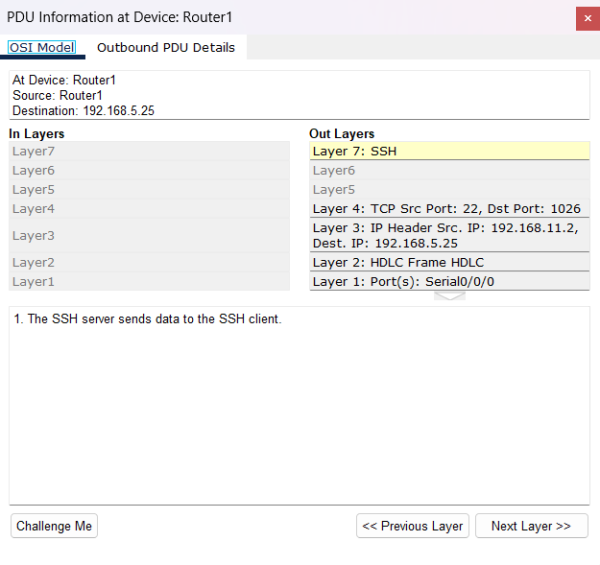 PDU Information at Device: Router1
OSI Model
Outbound PDU Details
At Device: Router1
Source: Router1
Destination: 192.168.5.25
In Layers
Layer7
Layer6
Layer5
Layer4
Layer3
Layer2
Layer1
Out Layers
Layer 7: SSH
Layer6
Layer5
Layer 4: TCP Src Port: 22, Dst Port: 1026
Layer 3: IP Header Src. IP: 192.168.11.2,
Dest. IP: 192.168.5.25
Layer 2: HDLC Frame HDLC
Layer 1: Port(s): Serial0/0/0
1. The SSH server sends data to the SSH client.
Challenge Me
<< Previous Layer
Next Layer >>